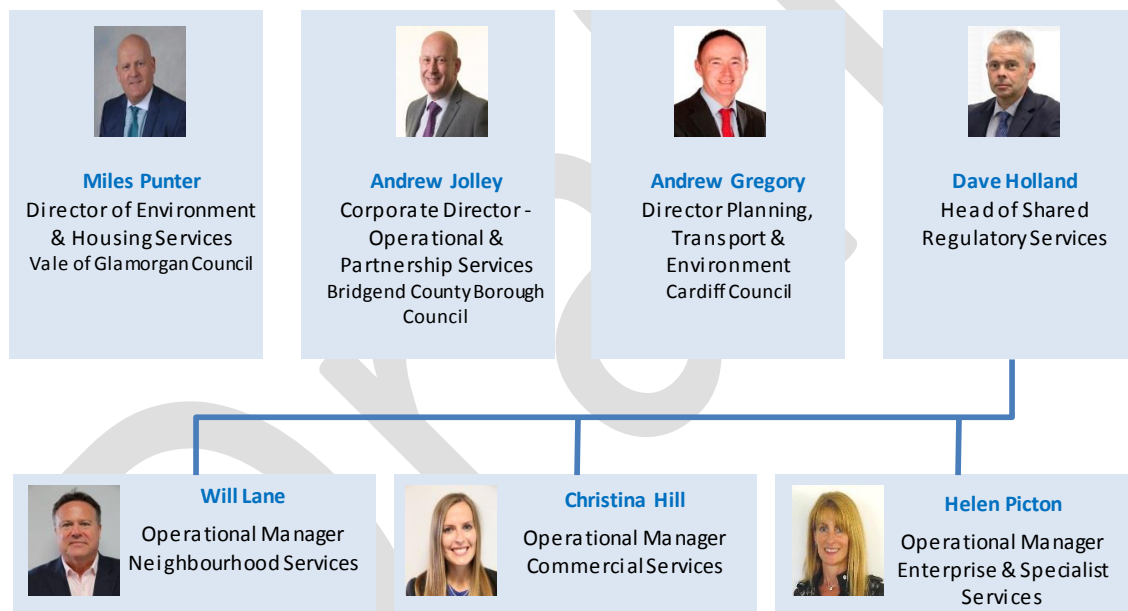 Miles Punter
Director of Environment
& Housing Services
Vale of Glamorgan Council
Andrew Jolley
Corporate Director -
Operational &
Partnership Services
Bridgend County Borough
Council
Andrew Gregory
Director Planning,
Transport &
Environment
Cardiff Council
Dave Holland
Head of Shared
Regulatory Services
Will Lane
Operational Manager
Neighbourhood Services
Christina Hill
Operational Manager
Commercial Services
Helen Picton
Operational Manager
Enterprise & Specialist
Services